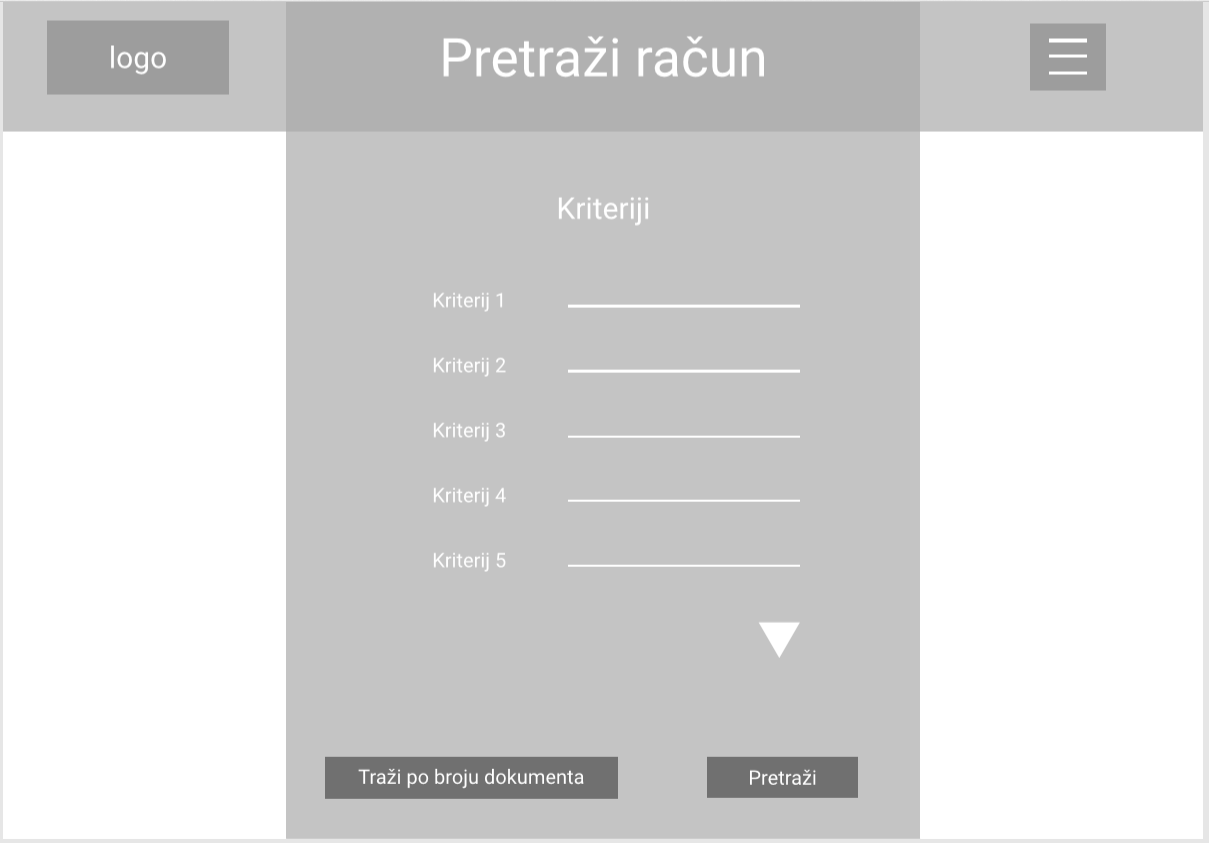 logo
Pretraži račun
Kriteriji
Kriterij 1
Kriterij 2
Kriterij 3
Kriterij 4
Kriterij 5
Traži po broju dokumenta
Pretraži